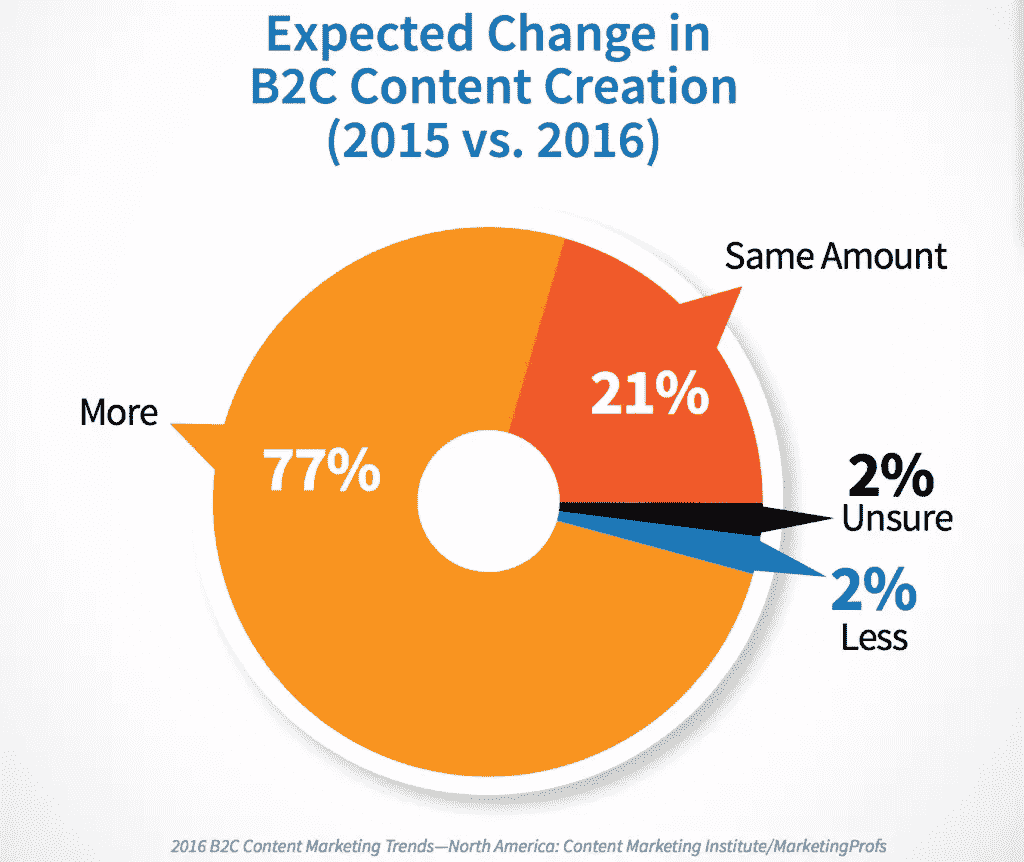 Expected Change in
B2C Content Creation
(2015 vs. 2016)
Same Amount
21%
More
77%
2%
Unsure
2%
Less
2016 B2C Content Marketing Trends—North America: Content Marketing Institute/MarketingProfs